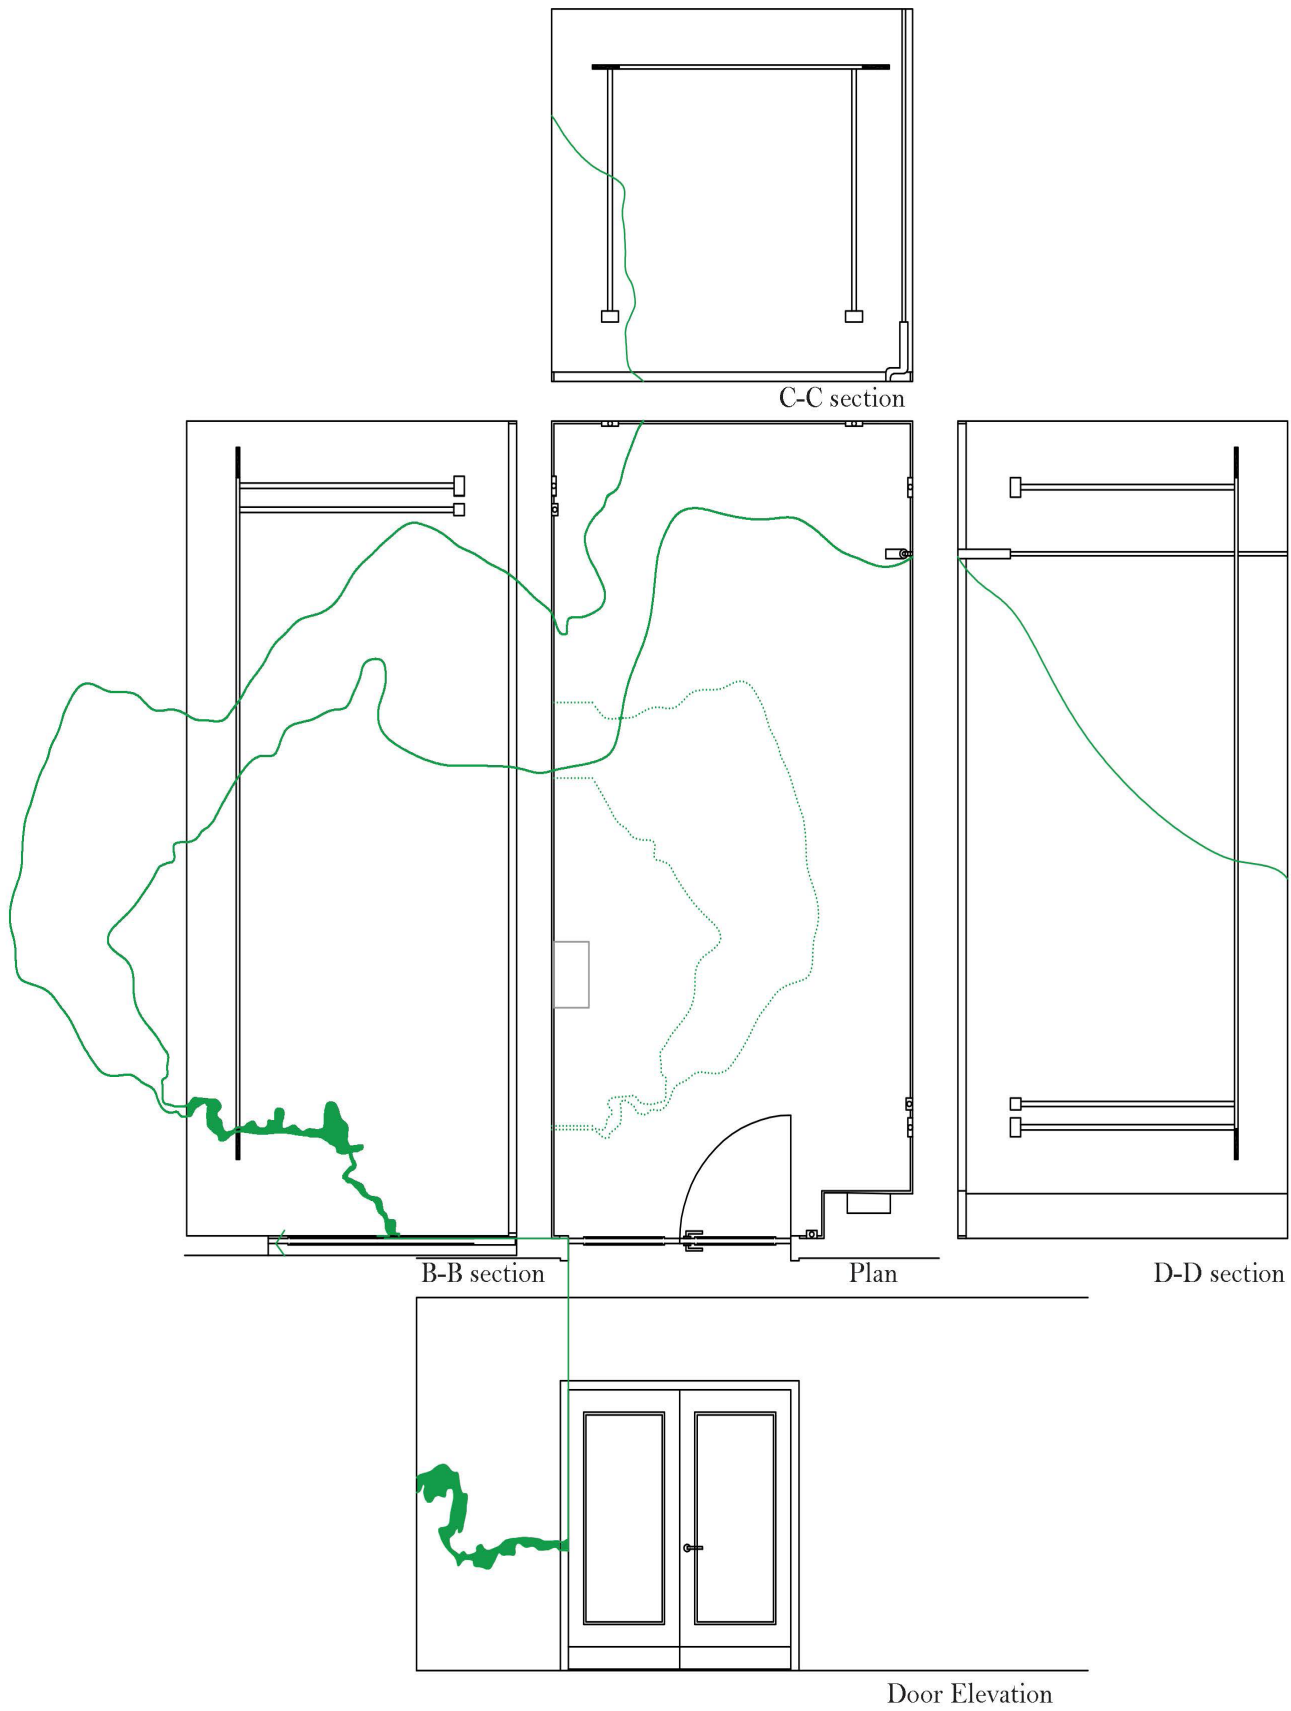 C-C section
B-B section
Plan
D-D section
Door Elevation